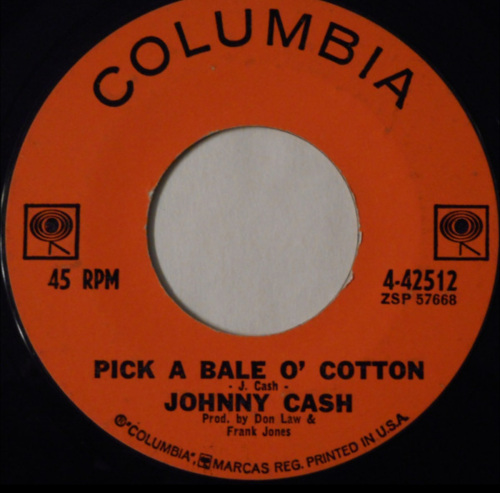 COLUMBIA
45 RPM
4-42512
ZSP 57668
PICK A BALE O' COTTON
- J. Cash -
JOHNNY CASH
Prod. by Don Law &
Frank Jones
® "COLUMBIA", MARCAS REG. PRINTED IN U.S.A.